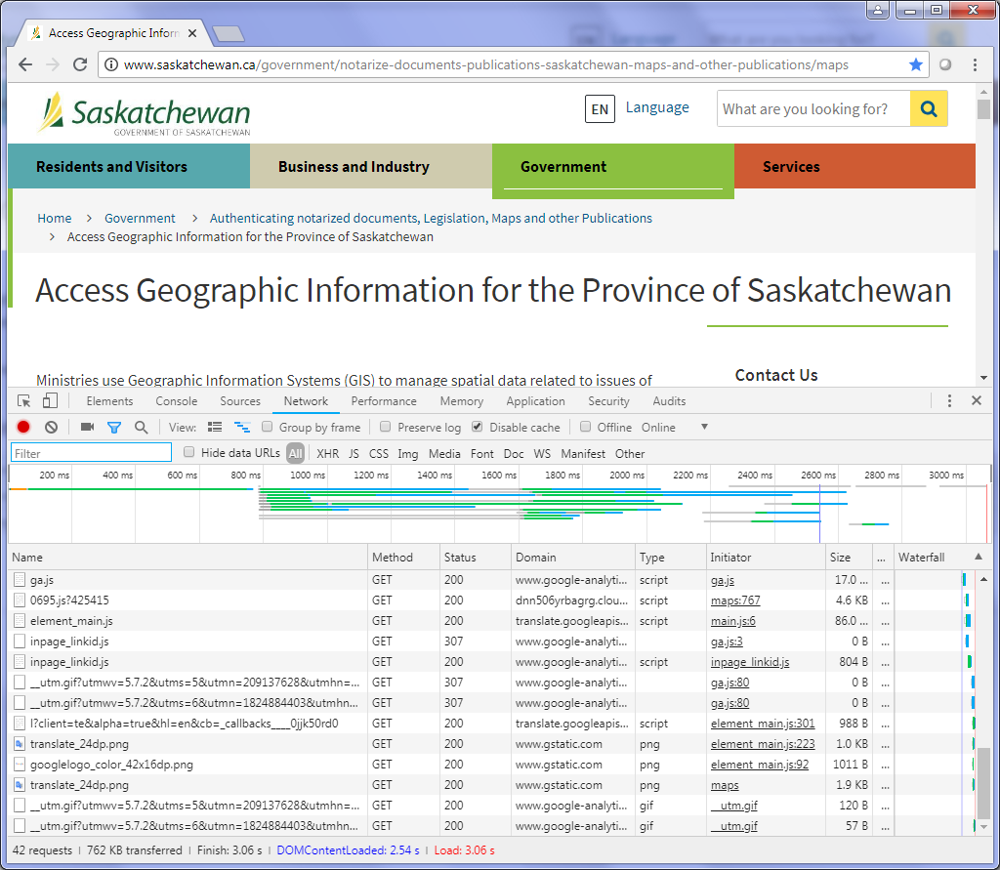 Access Geographic Inform
www.saskatchewan.ca/government/notarize-documents-publications-saskatchewan-maps-and-other-publications/maps
Saskatchewan
GOVERNMENT OF SASKATCHEWAN
EN Language What are you looking for?
Residents and Visitors Business and Industry Government Services
Home > Government > Authenticating notarized documents, Legislation, Maps and other Publications
> Access Geographic Information for the Province of Saskatchewan
Access Geographic Information for the Province of Saskatchewan
Ministries use Geographic Information Systems (GIS) to manage spatial data related to issues of
Contact Us
Elements Console Sources Network Performance Memory Application Security Audits
View: Group by frame Preserve log Disable cache Offline Online
Filter Hide data URLs All XHR JS CSS Img Media Font Doc WS Manifest Other
200 ms 400 ms 600 ms 800 ms 1000 ms 1200 ms 1400 ms 1600 ms 1800 ms 2000 ms 2200 ms 2400 ms 2600 ms 2800 ms 3000 ms
Name Method Status Domain Type Initiator Size ... Waterfall
ga.js GET 200 www.google-analyti... script ga.js 17.0 ... ...
0695.js?425415 GET 200 dnn506yrbagrg.clou... script maps:767 4.6 KB ...
element_main.js GET 200 translate.googleapis... script main.js:6 86.0 ... ...
inpage_linkid.js GET 307 www.google-analyti... ga.js:3 0 B ...
inpage_linkid.js GET 200 www.google-analyti... script inpage_linkid.js 804 B ...
__utm.gif?utmwv=5.7.2&utms=5&utmn=209137628&utmhn=... GET 307 www.google-analyti... ga.js:80 0 B ...
__utm.gif?utmwv=5.7.2&utms=6&utmn=1824884403&utmhn... GET 307 www.google-analyti... ga.js:80 0 B ...
l?client=te&alpha=true&hl=en&cb=_callbacks____0jjk50rd0 GET 200 translate.googleapis... script element_main.js:301 988 B ...
translate_24dp.png GET 200 www.gstatic.com png element_main.js:223 1.0 KB ...
googlelogo_color_42x16dp.png GET 200 www.gstatic.com png element_main.js:92 1011 B ...
translate_24dp.png GET 200 www.gstatic.com png maps 1.9 KB ...
__utm.gif?utmwv=5.7.2&utms=5&utmn=209137628&utmhn=... GET 200 www.google-analyti... gif __utm.gif 120 B ...
__utm.gif?utmwv=5.7.2&utms=6&utmn=1824884403&utmhn=... GET 200 www.google-analyti... gif __utm.gif 57 B ...
42 requests | 762 KB transferred | Finish: 3.06 s | DOMContentLoaded: 2.54 s | Load: 3.06 s